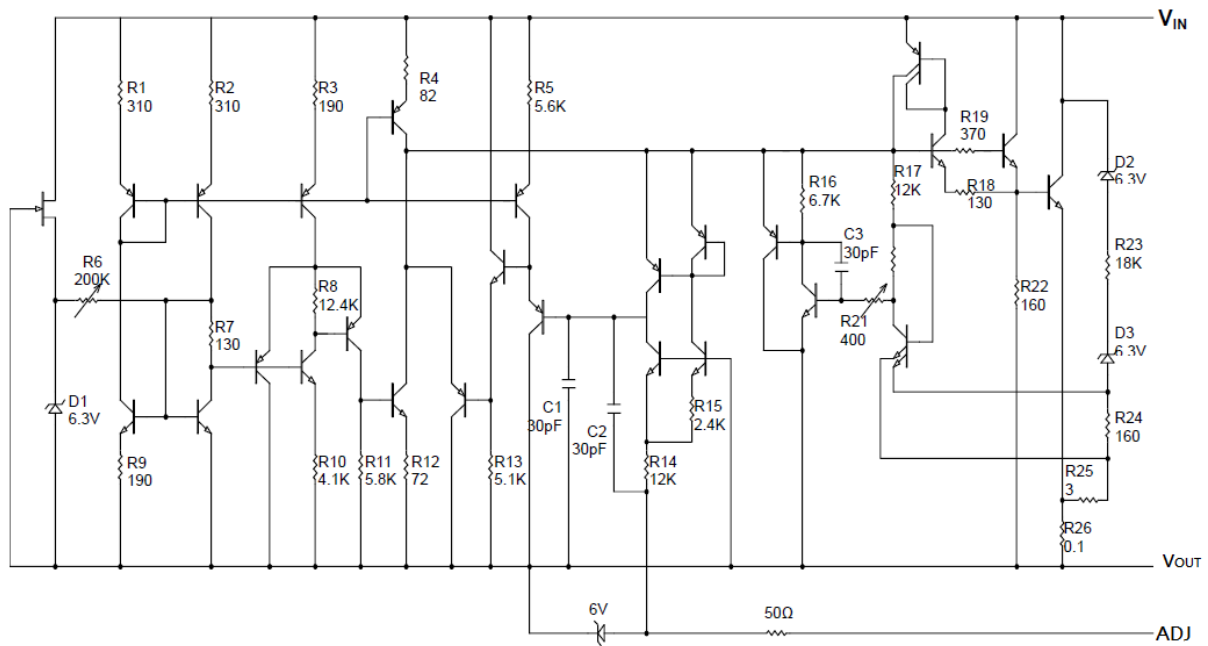 VIN
R1
310
R2
310
R3
190
R4
82
R5
5.6K
R19
370
R17
12K
R18
130
D2
6.3V
R16
6.7K
C3
30pF
R6
200K
R23
18K
R8
12.4K
R22
160
R21
400
R7
130
D3
6.3V
D1
6.3V
C1
30pF
C2
30pF
R15
2.4K
R24
160
R9
190
R10
4.1K
R11
5.8K
R12
72
R13
5.1K
R14
12K
R25
3
R26
0.1
VOUT
6V
50Ω
ADJ